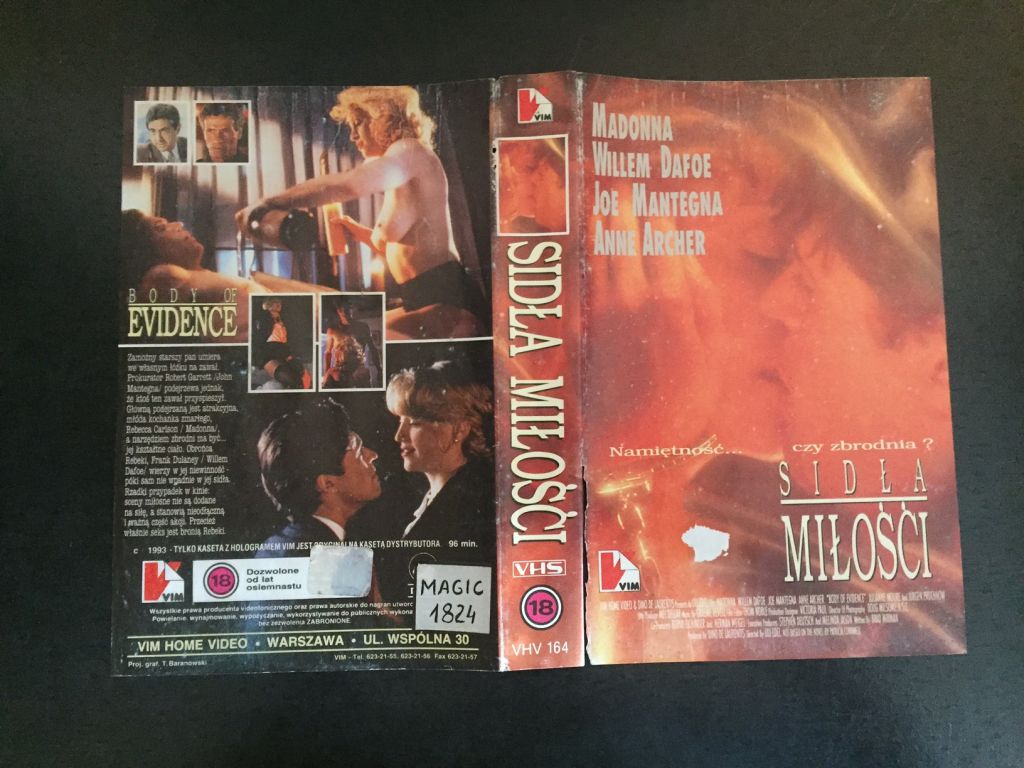 BODY OF
EVIDENCE
Zamożny starszy pan umiera
we własnym łóżku na zawał.
Prokurator Robert Garrett /John
Mantegna/ podejrzewa jednak,
że ktoś ten zawał przyspieszył.
Główną podejrzaną jest atrakcyjna,
młoda kochanka zmarłego,
Rebecca Carlson / Madonna/,
a narzędziem zbrodni ma być...
jej kształtne ciało. Obrońca
Rebeki, Frank Dulaney / Willem
Dafoe/ wierzy w jej niewinność -
póki sam nie wpadnie w jej sidła.
Rzadki przypadek w kinie:
sceny miłosne nie są dodane
na siłę, a stanowią nieodłączną
i ważną część akcji. Przecież
właśnie seks jest bronią Rebeki.
c 1993 - TYLKO KASETA Z HOLOGRAMEM VIM JEST ORYGINALNA KASETĄ DYSTRYBUTORA 96 min.
VIM
18
Dozwolone
od lat
osiemnastu
MAGIC
1824
Wszystkie prawa producenta videofonicznego oraz prawa autorskie do nagran utworc
Powielanie, wynajmowanie, wypożyczanie, wykorzystywanie do publicznych wykona
bez zezwolenia ZABRONIONE
VIM HOME VIDEO • WARSZAWA • UL. WSPÓLNA 30
Proj. graf. T. Baranowski
VIM - Tel. 623-21-55, 623-21-56 Fax 623-21-57
VIM
SIDŁA MIŁOŚCI
VHS
18
VHV 164
MADONNA
WILLEM DAFOE
JOE MANTEGNA
ANNE ARCHER
Namiętność... czy zbrodnia ?
SIDŁA
MIŁOŚCI
VIM